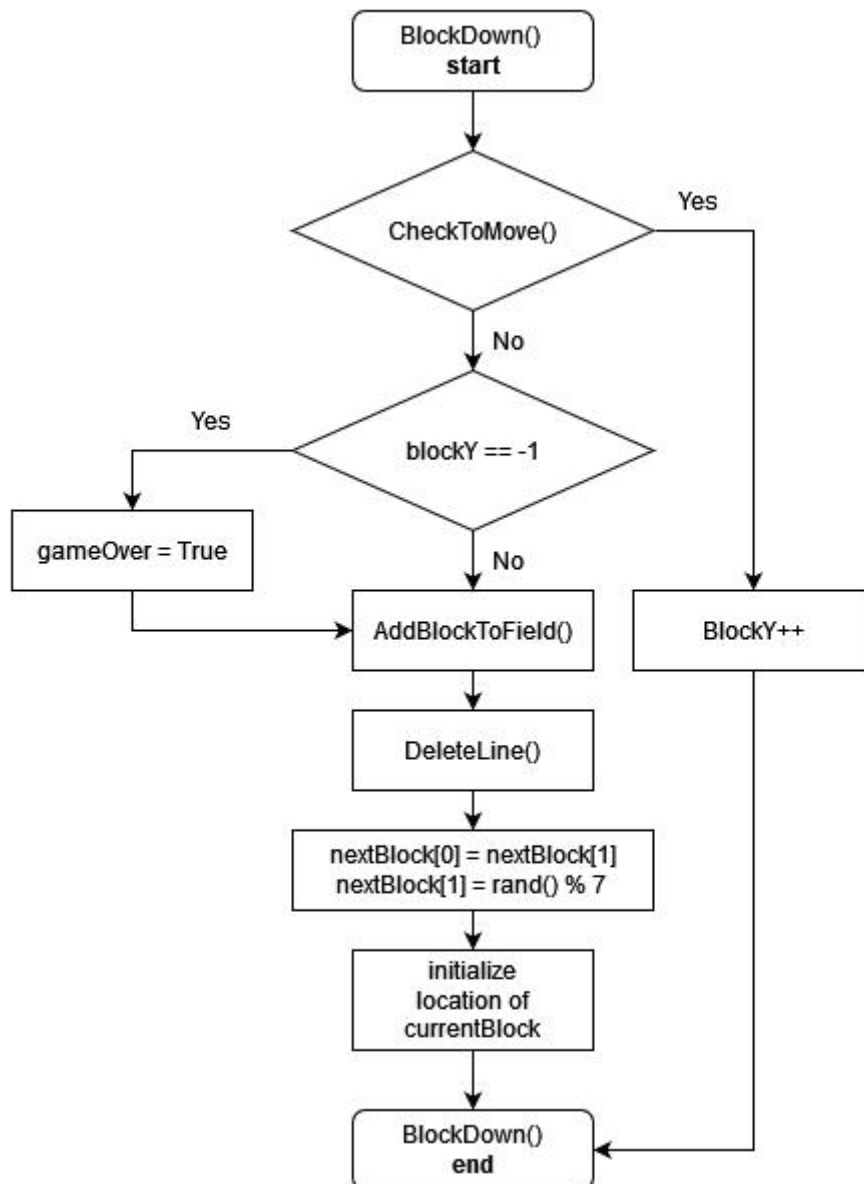 BlockDown()
start
CheckToMove()
Yes
No
Yes
blockY == -1
gameOver = True
No
AddBlockToField()
BlockY++
DeleteLine()
nextBlock[0] = nextBlock[1]
nextBlock[1] = rand() % 7
initialize
location of
currentBlock
BlockDown()
end